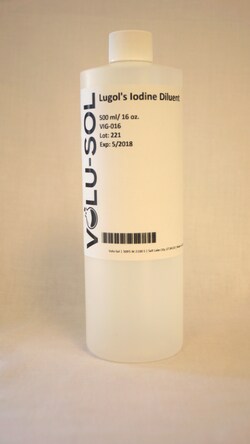 VOLU-SOL
Lugol's Iodine Diluent
500 ml/ 16 oz.
VIG-016
Lot: 221
Exp: 5/2018